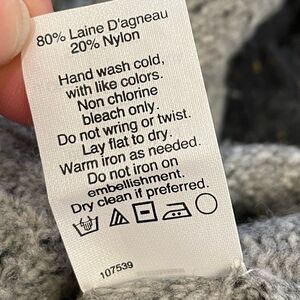 80% Laine D'agneau
20% Nylon
Hand wash cold,
with like colors.
Non chlorine
bleach only.
Do not wring or twist.
Lay flat to dry.
Warm iron as needed.
Do not iron on
embellishment.
Dry clean if preferred.
107539